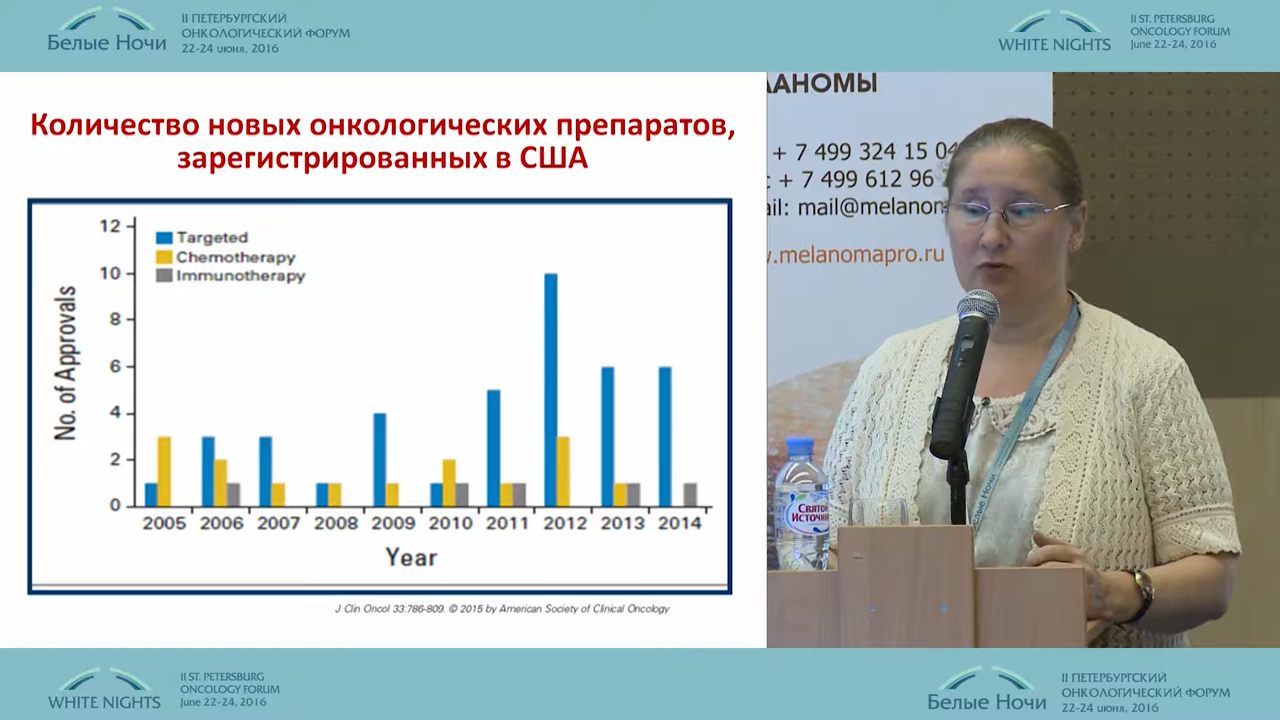 Белые Ночи
II ПЕТЕРБУРГСКИЙ
ОНКОЛОГИЧЕСКИЙ ФОРУМ
22-24 июня, 2016
WHITE NIGHTS
II ST. PETERSBURG
ONCOLOGY FORUM
June 22-24, 2016
Количество новых онкологических препаратов,
зарегистрированных в США
No. of Approvals
12
10
8
6
4
2
0
Targeted
Chemotherapy
Immunotherapy
2005 2006 2007 2008 2009 2010 2011 2012 2013 2014
Year
J Clin Oncol 33:786-809. © 2015 by American Society of Clinical Oncology
ЛАНОМЫ
+ 7 499 324 15 04
+ 7 499 612 96
ail: mail@melanom
w.melanomapro.ru
Святой
Источник
Белые Ночи
WHITE NIGHTS
II ST. PETERSBURG
ONCOLOGY FORUM
June 22-24, 2016
Белые Ночи
II ПЕТЕРБУРГСКИЙ
ОНКОЛОГИЧЕСКИЙ ФОРУМ
22-24 июня, 2016